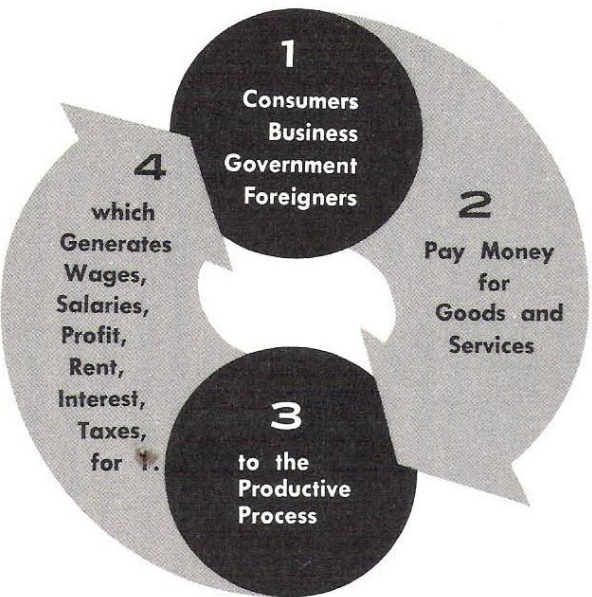 1
Consumers
Business
Government
Foreigners
2
Pay Money
for
Goods and
Services
3
to the
Productive
Process
4
which
Generates
Wages,
Salaries,
Profit,
Rent,
Interest,
Taxes,
for 1.